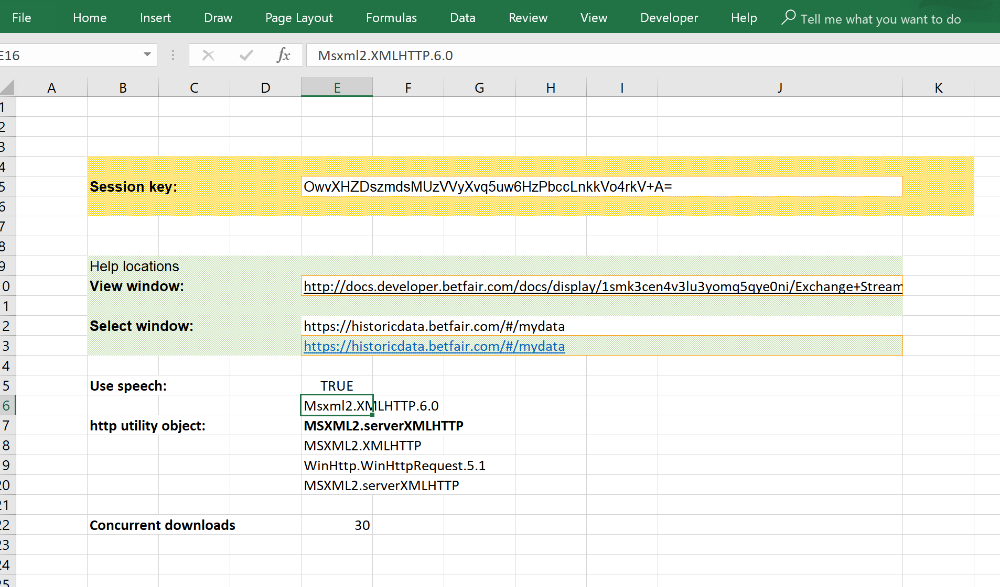 File Home Insert Draw Page Layout Formulas Data Review View Developer Help Tell me what you want to do
E16 fx Msxml2.XMLHTTP.6.0
A B C D E F G H I J K
1
2
3
4
5 Session key: OwvXHZDszmdsMUzVVyXvq5uw6HzPbccLnkkVo4rkV+A=
6
7
8
9 Help locations
0 View window: http://docs.developer.betfair.com/docs/display/1smk3cen4v3lu3yomq5qye0ni/Exchange+Stream
1
2 Select window: https://historicdata.betfair.com/#/mydata
3 https://historicdata.betfair.com/#/mydata
4
5 Use speech: TRUE
6 Msxml2.XMLHTTP.6.0
7 http utility object: MSXML2.serverXMLHTTP
8 MSXML2.XMLHTTP
9 WinHttp.WinHttpRequest.5.1
20 MSXML2.serverXMLHTTP
21
22 Concurrent downloads 30
23
24
25